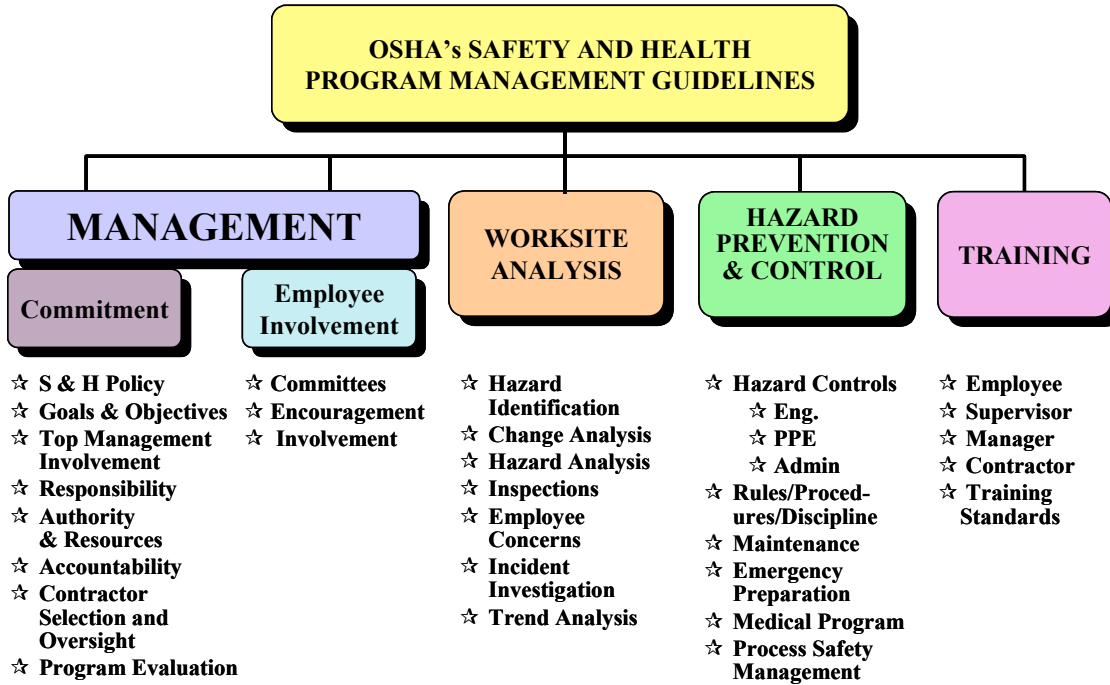 OSHA's SAFETY AND HEALTH
PROGRAM MANAGEMENT GUIDELINES
MANAGEMENT
Commitment
Employee
Involvement
WORKSITE
ANALYSIS
HAZARD
PREVENTION
& CONTROL
TRAINING
☆ S & H Policy
☆ Goals & Objectives
☆ Top Management
Involvement
☆ Responsibility
☆ Authority
& Resources
☆ Accountability
☆ Contractor
Selection and
Oversight
☆ Program Evaluation
☆ Committees
☆ Encouragement
☆ Involvement
☆ Hazard
Identification
☆ Change Analysis
☆ Hazard Analysis
☆ Inspections
☆ Employee
Concerns
☆ Incident
Investigation
☆ Trend Analysis
☆ Hazard Controls
☆ Eng.
☆ PPE
☆ Admin
☆ Rules/Proced-
ures/Discipline
☆ Maintenance
☆ Emergency
Preparation
☆ Medical Program
☆ Process Safety
Management
☆ Employee
☆ Supervisor
☆ Manager
☆ Contractor
☆ Training
Standards